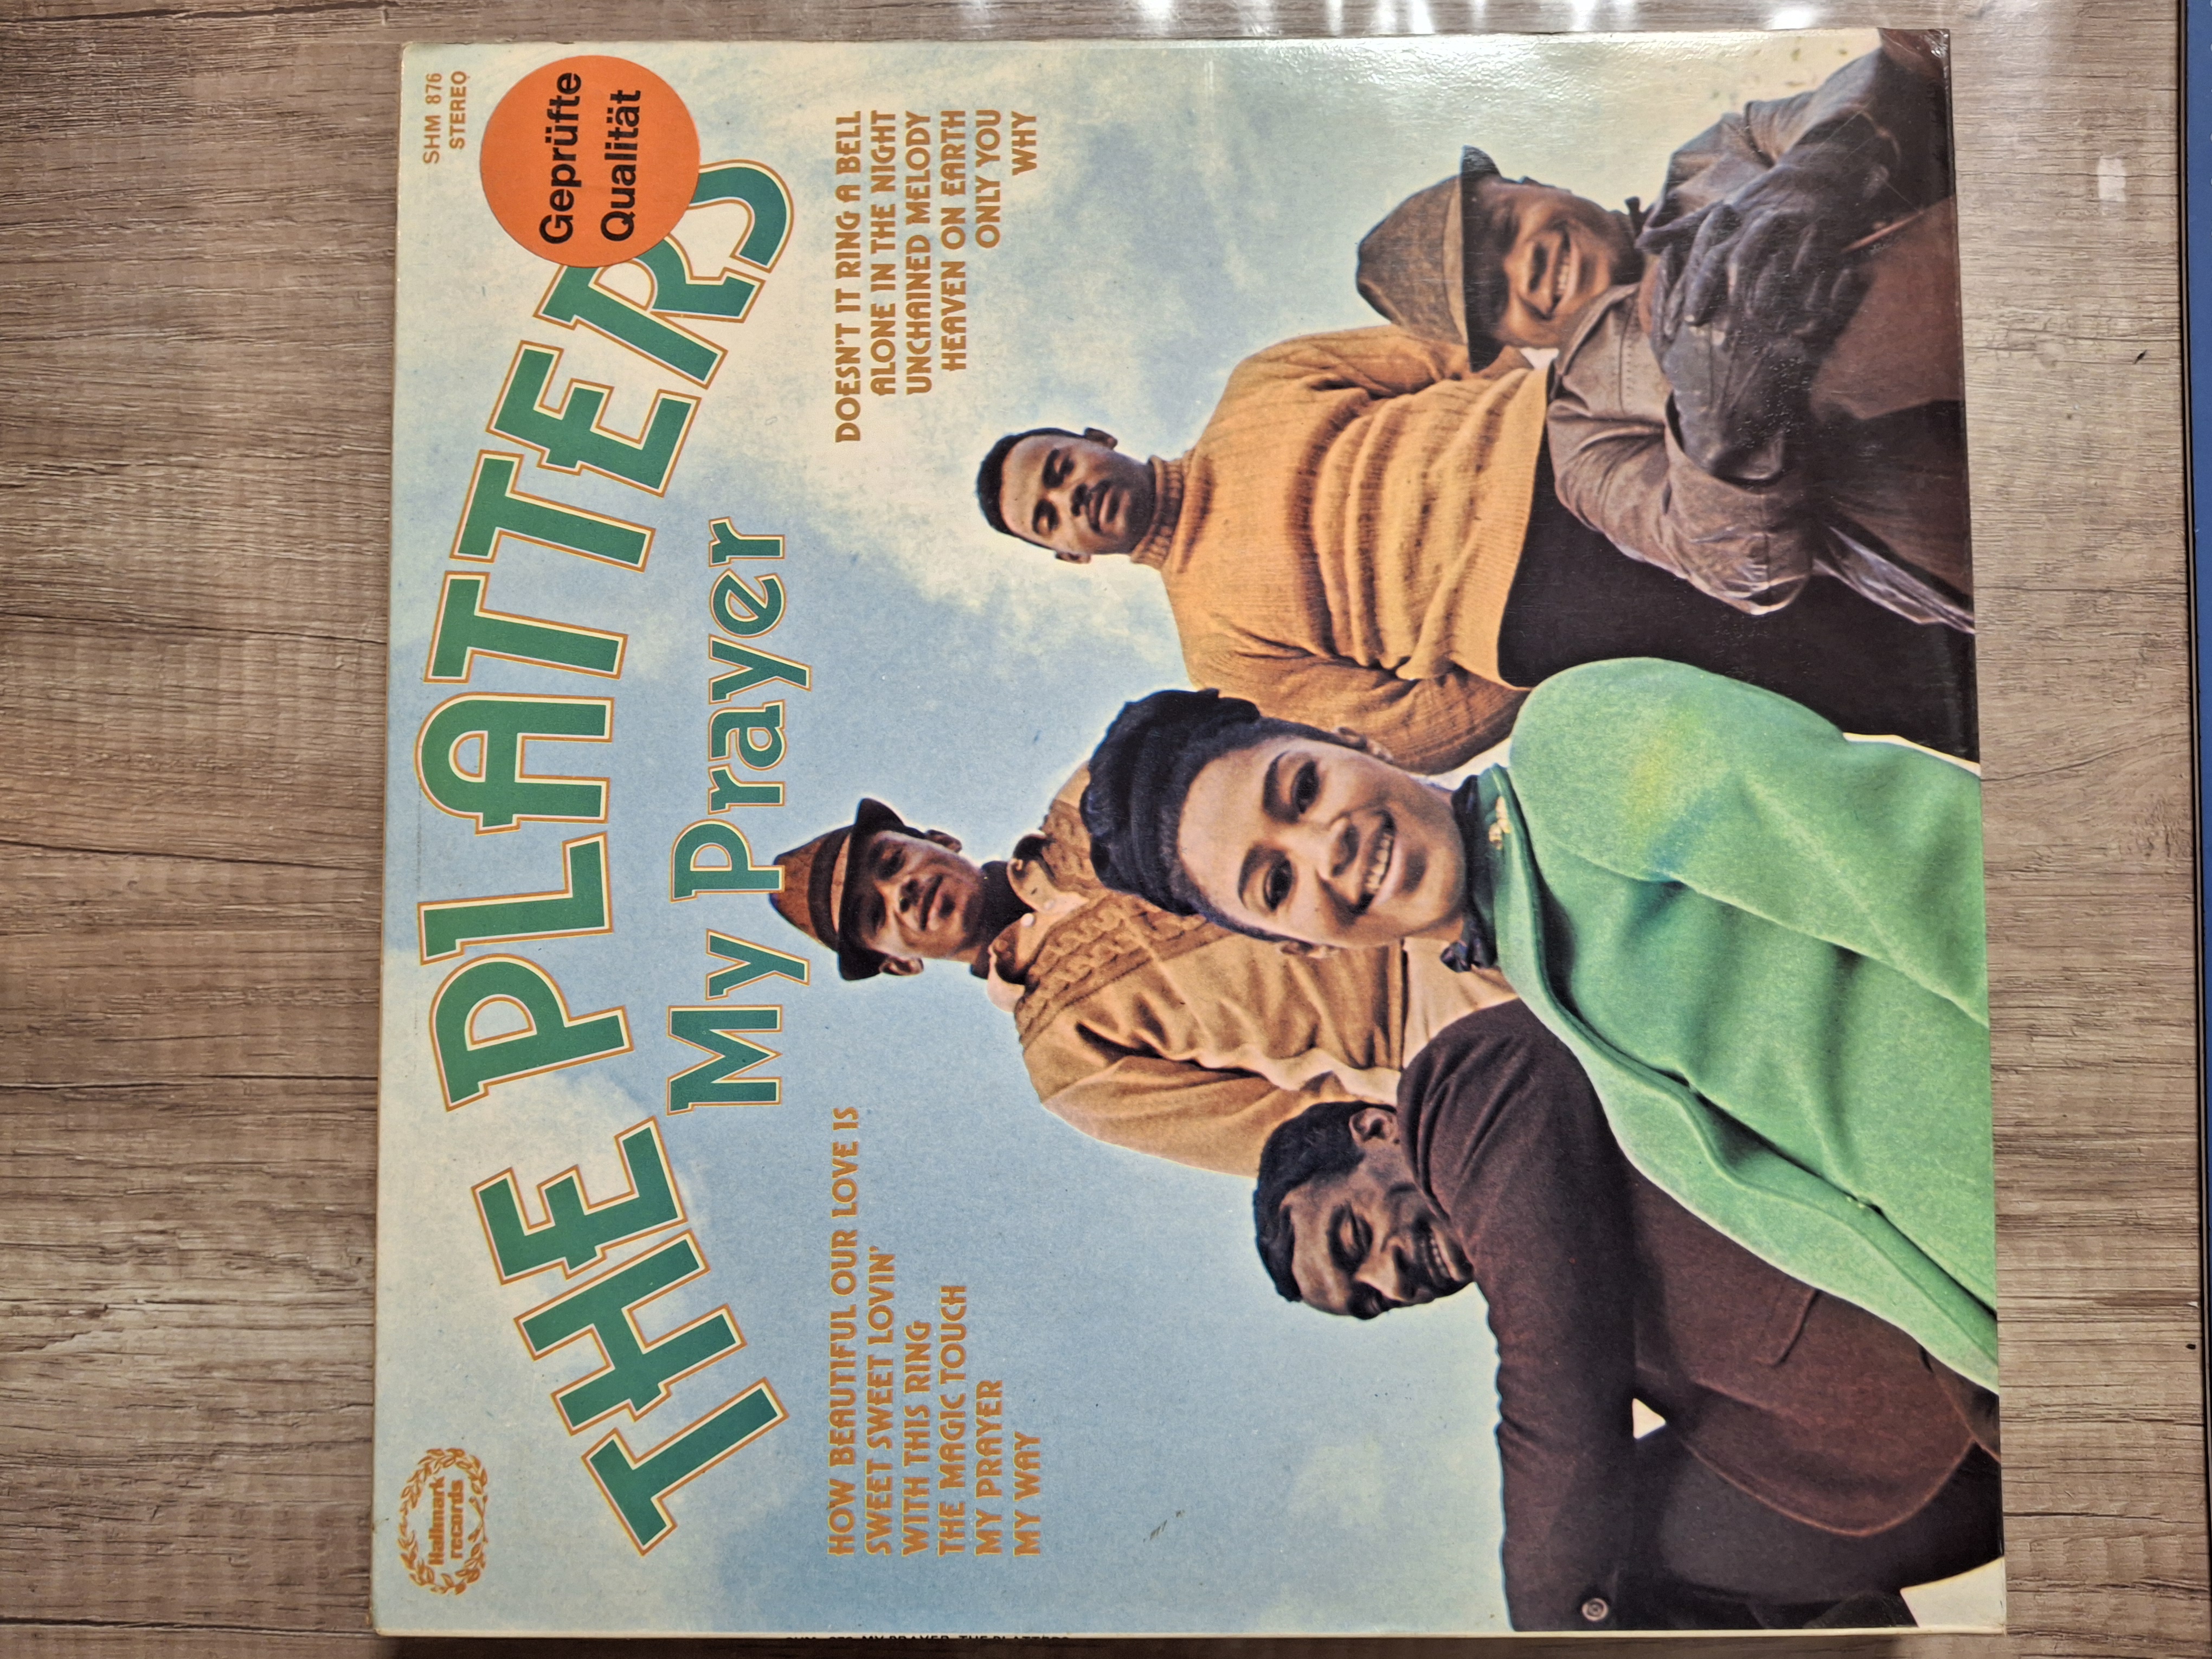 hallmark
records
SHM 876
STEREO
Geprüfte
Qualität
THE PLATTERS
My Prayer
HOW BEAUTIFUL OUR LOVE IS
SWEET SWEET LOVIN'
WITH THIS RING
THE MAGIC TOUCH
MY PRAYER
MY WAY
DOESN'T IT RING A BELL
ALONE IN THE NIGHT
UNCHAINED MELODY
HEAVEN ON EARTH
ONLY YOU
WHY